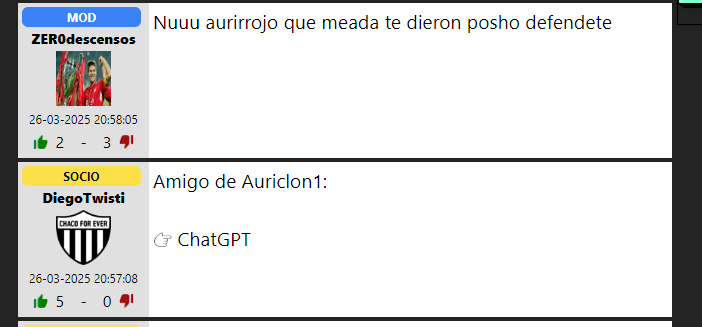 MOD
ZER0descensos
26-03-2025 20:58:05
2 - 3
Nuuu aurirrojo que meada te dieron posho defendete
SOCIO
DiegoTwisti
CHACO FOR EVER
26-03-2025 20:57:08
5 - 0
Amigo de Auriclon1:
👉 ChatGPT